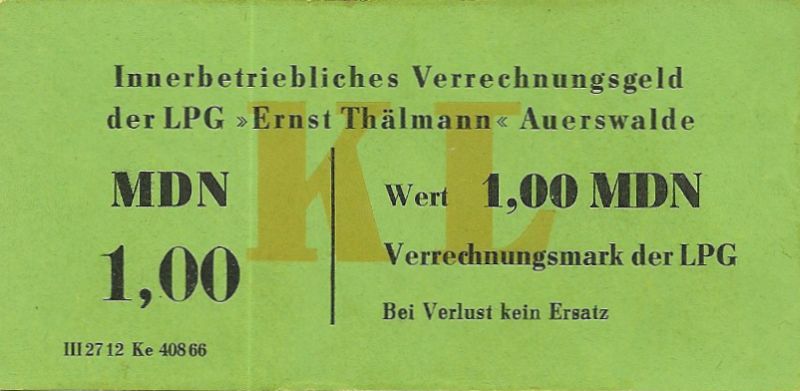 Innerbetriebliches Verrechnungsgeld
der LPG »Ernst Thälmann« Auerswalde
KL
MDN
1,00
Wert 1,00 MDN
Verrechnungsmark der LPG
Bei Verlust kein Ersatz
III 27 12 Ke 408 66